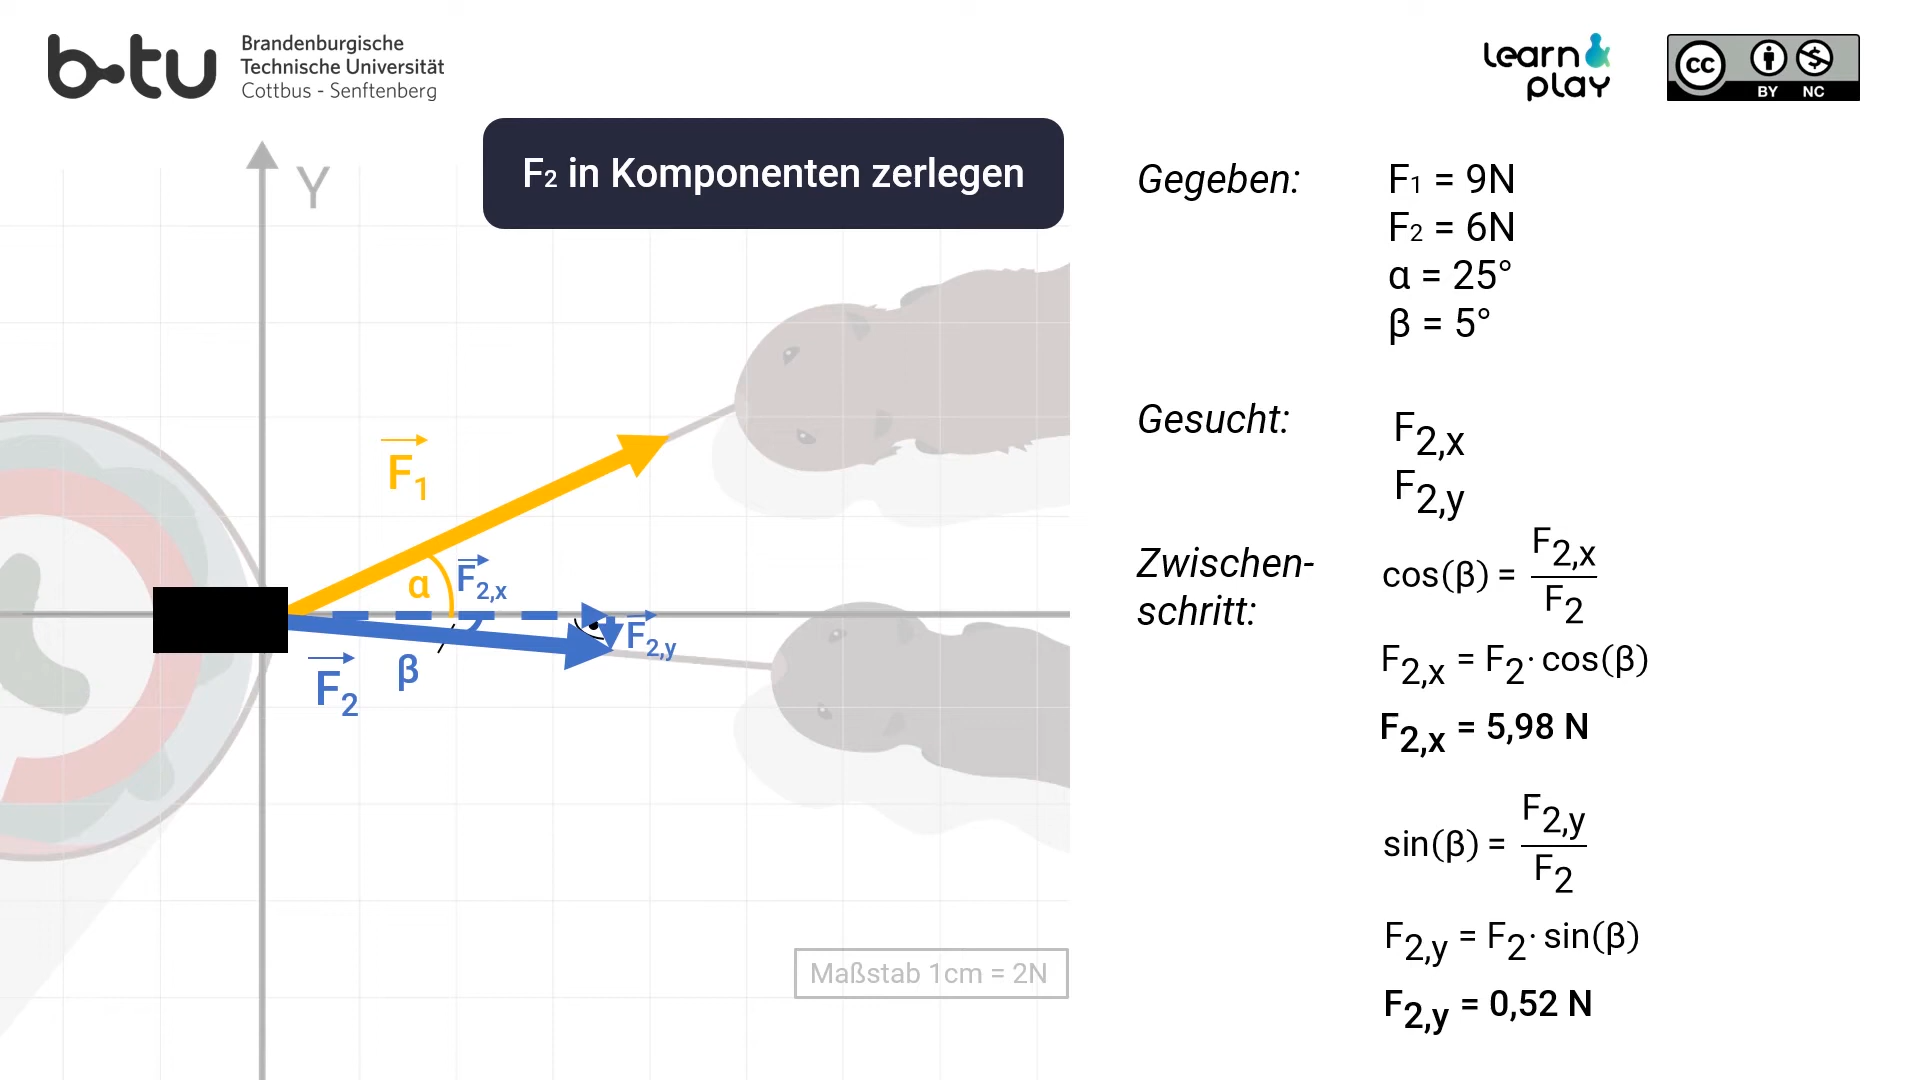 b-tu
Brandenburgische
Technische Universität
Cottbus - Senftenberg
learn &
play
CC BY NC
F2 in Komponenten zerlegen
Y
F1
α
F2,x
F2,y
β
F2
Maßstab 1cm = 2N
Gegeben:
F1 = 9N
F2 = 6N
α = 25°
β = 5°
Gesucht:
F2,x
F2,y
Zwischen-
schritt:
cos(β) = F2,x / F2
F2,x = F2 · cos(β)
F2,x = 5,98 N
sin(β) = F2,y / F2
F2,y = F2 · sin(β)
F2,y = 0,52 N